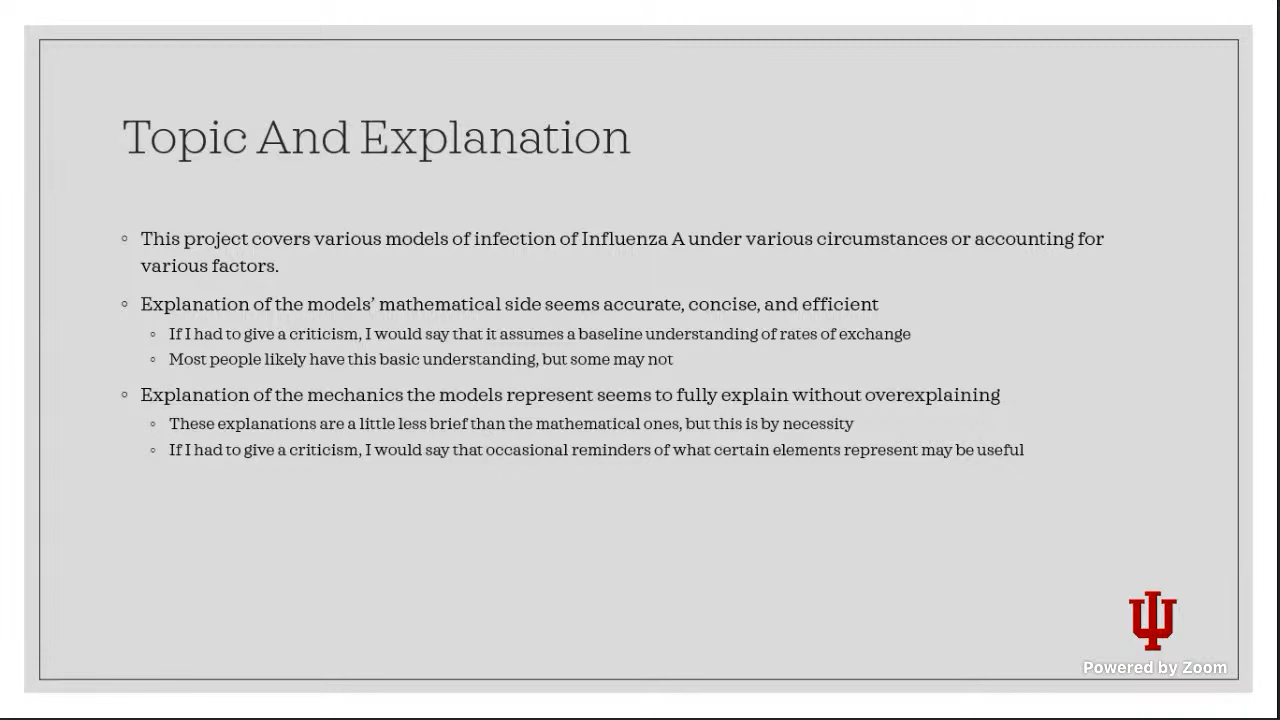 Topic And Explanation
◦ This project covers various models of infection of Influenza A under various circumstances or accounting for
various factors.
◦ Explanation of the models’ mathematical side seems accurate, concise, and efficient
◦ If I had to give a criticism, I would say that it assumes a baseline understanding of rates of exchange
◦ Most people likely have this basic understanding, but some may not
◦ Explanation of the mechanics the models represent seems to fully explain without overexplaining
◦ These explanations are a little less brief than the mathematical ones, but this is by necessity
◦ If I had to give a criticism, I would say that occasional reminders of what certain elements represent may be useful
Powered by Zoom